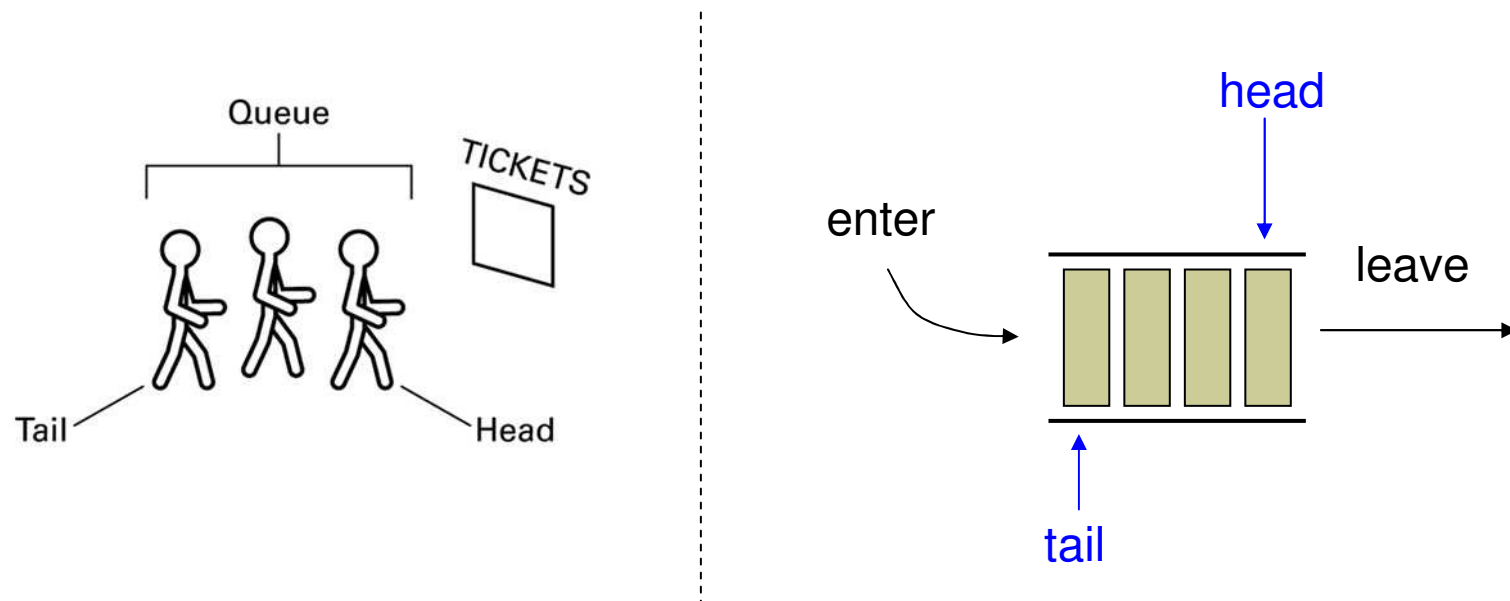 Queue
TICKETS
Tail
Head
head
enter
leave
tail